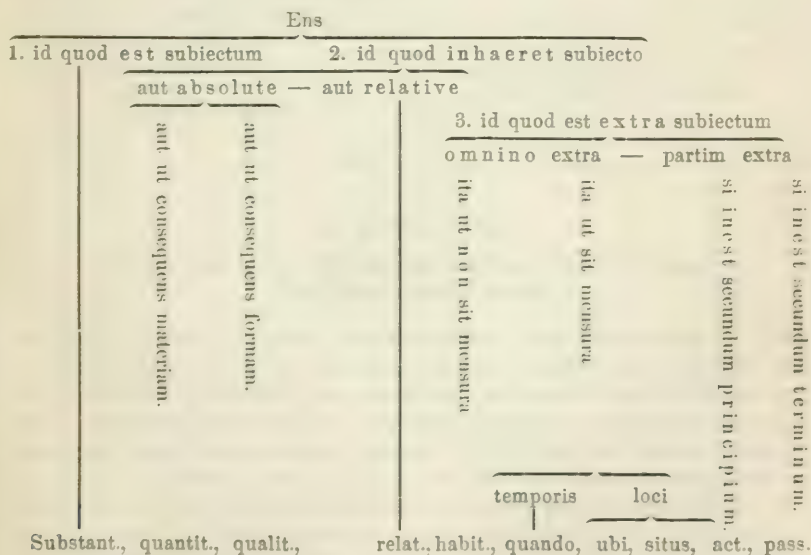 Ens
1. id quod est subiectum 2. id quod inhaeret subiecto
aut absolute — aut relative
3. id quod est extra subiectum
omnino extra — partim extra
aut ut consequens materiam.
aut ut consequens formam.
ita ut non sit mensura
ita ut sit mensura
si inest secundum principium.
si inest secundum terminum.
temporis loci
Substant., quantit., qualit., relat., habit., quando, ubi, situs, act., pass.